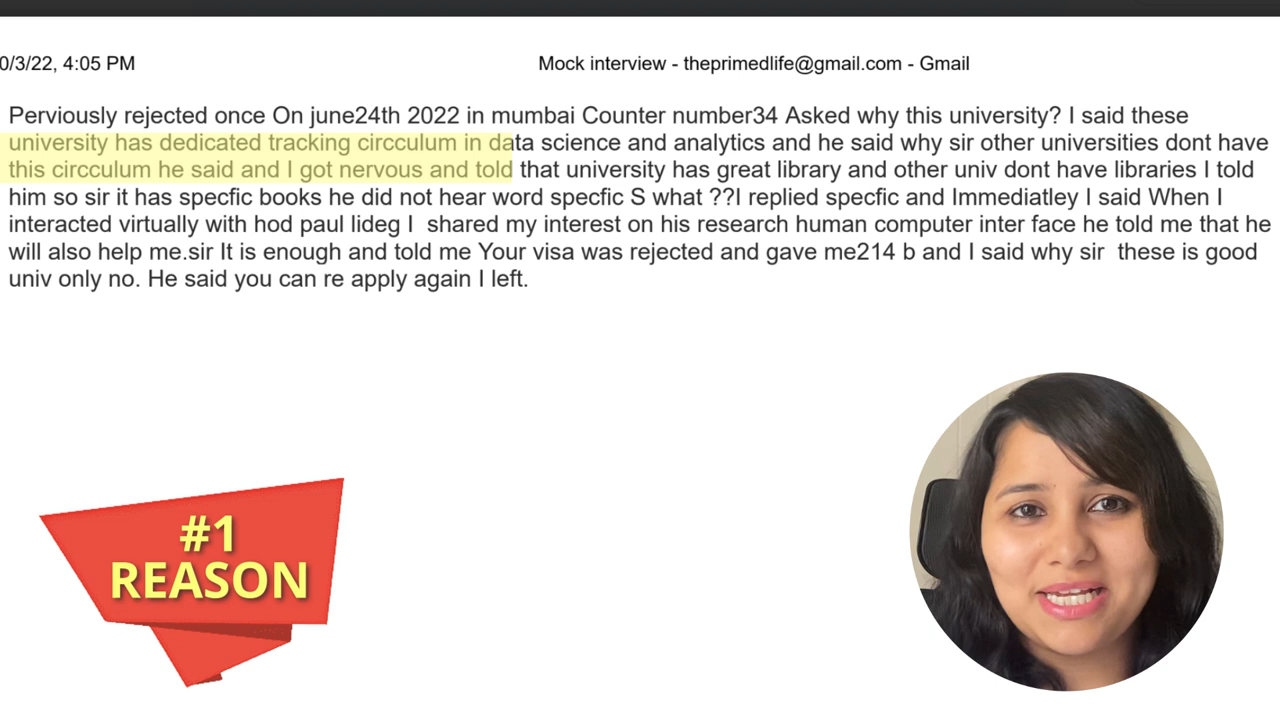 0/3/22, 4:05 PM
Mock interview - theprimedlife@gmail.com - Gmail
Perviously rejected once On june24th 2022 in mumbai Counter number34 Asked why this university? I said these
university has dedicated tracking circculum in data science and analytics and he said why sir other universities dont have
this circculum he said and I got nervous and told that university has great library and other univ dont have libraries I told
him so sir it has specfic books he did not hear word specfic S what ??I replied specfic and Immediatley I said When I
interacted virtually with hod paul lideg I  shared my interest on his research human computer inter face he told me that he
will also help me.sir It is enough and told me Your visa was rejected and gave me214 b and I said why sir  these is good
univ only no. He said you can re apply again I left.
#1
REASON